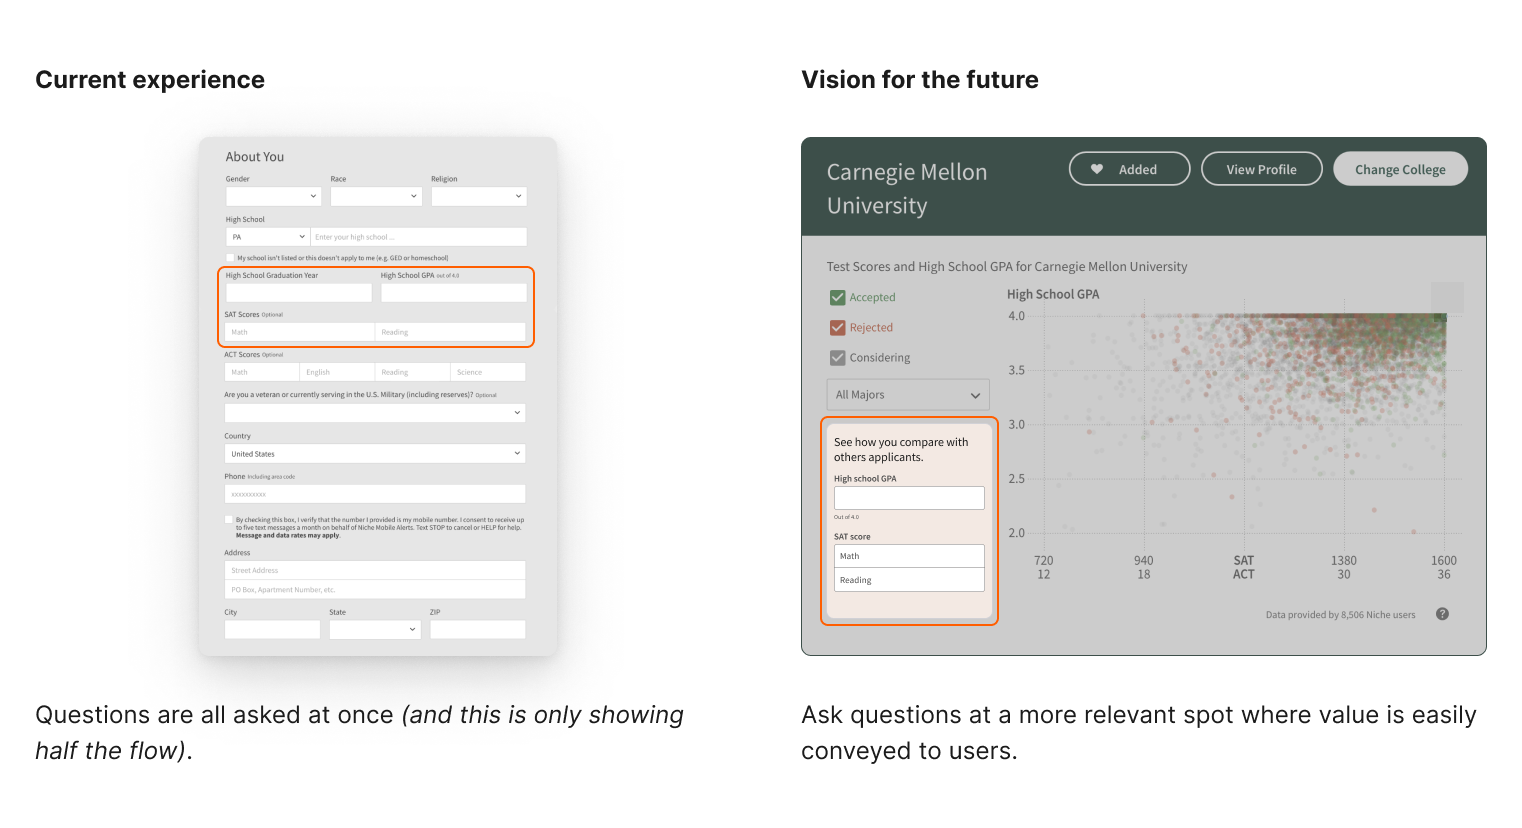 Current experience
About You
Gender
Race
Religion
High School
PA
Enter your high school ...
My school isn't listed or this doesn't apply to me (e.g. GED or homeschool)
High School Graduation Year
High School GPA out of 4.0
SAT Scores Optional
Math
Reading
ACT Scores Optional
Math
English
Reading
Science
Are you a veteran or currently serving in the U.S. Military (including reserves)? Optional
Country
United States
Phone Including area code
xxxxxxxxxx
By checking this box, I verify that the number I provided is my mobile number. I consent to receive up
to five text messages a month on behalf of Niche Mobile Alerts. Text STOP to cancel or HELP for help.
Message and data rates may apply.
Address
Street Address
PO Box, Apartment Number, etc.
City
State
ZIP
Questions are all asked at once (and this is only showing
half the flow).
Vision for the future
Carnegie Mellon
University
Added
View Profile
Change College
Test Scores and High School GPA for Carnegie Mellon University
Accepted
Rejected
Considering
All Majors
See how you compare with
others applicants.
High school GPA
Out of 4.0
SAT score
Math
Reading
High School GPA
4.0
3.5
3.0
2.5
2.0
720
940
SAT
1380
1600
12
18
ACT
30
36
Data provided by 8,506 Niche users
?
Ask questions at a more relevant spot where value is easily
conveyed to users.